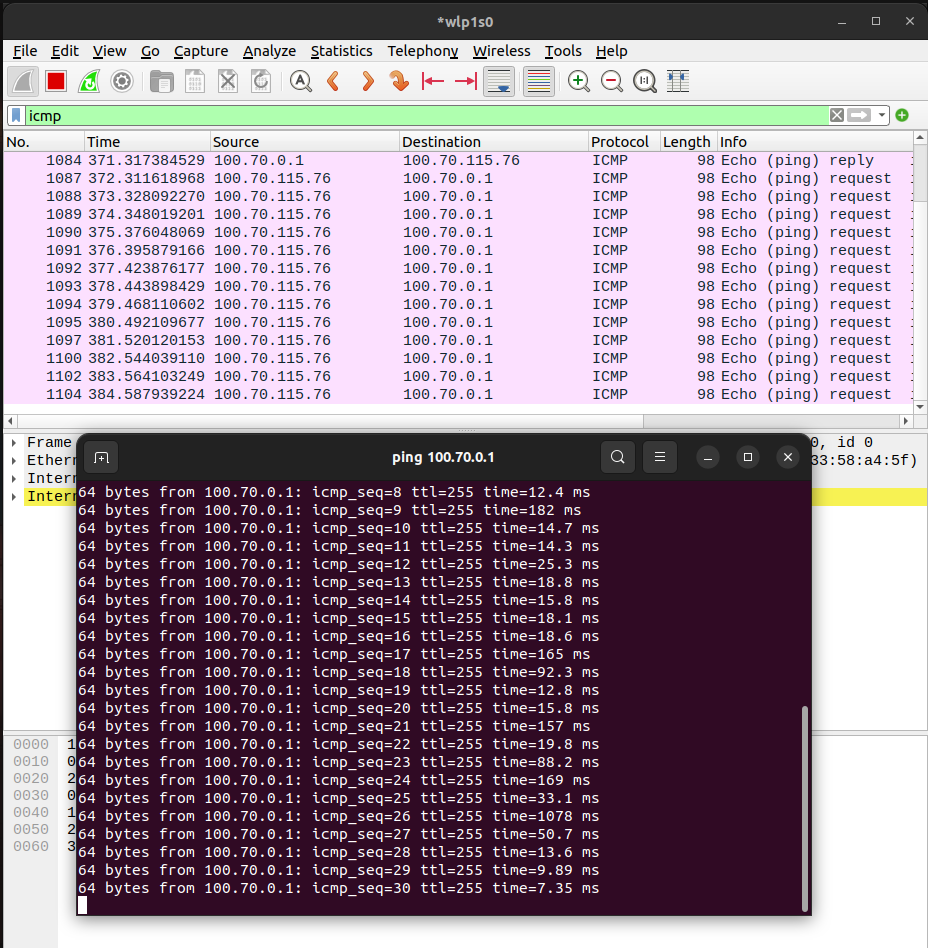 *wlp1s0
File Edit View Go Capture Analyze Statistics Telephony Wireless Tools Help
icmp
No. Time Source Destination Protocol Length Info
1084 371.317384529 100.70.0.1 100.70.115.76 ICMP 98 Echo (ping) reply
1087 372.311618968 100.70.115.76 100.70.0.1 ICMP 98 Echo (ping) request
1088 373.328092270 100.70.115.76 100.70.0.1 ICMP 98 Echo (ping) request
1089 374.348019201 100.70.115.76 100.70.0.1 ICMP 98 Echo (ping) request
1090 375.376048069 100.70.115.76 100.70.0.1 ICMP 98 Echo (ping) request
1091 376.395879166 100.70.115.76 100.70.0.1 ICMP 98 Echo (ping) request
1092 377.423876177 100.70.115.76 100.70.0.1 ICMP 98 Echo (ping) request
1093 378.443898429 100.70.115.76 100.70.0.1 ICMP 98 Echo (ping) request
1094 379.468110602 100.70.115.76 100.70.0.1 ICMP 98 Echo (ping) request
1095 380.492109677 100.70.115.76 100.70.0.1 ICMP 98 Echo (ping) request
1097 381.520120153 100.70.115.76 100.70.0.1 ICMP 98 Echo (ping) request
1100 382.544039110 100.70.115.76 100.70.0.1 ICMP 98 Echo (ping) request
1102 383.564103249 100.70.115.76 100.70.0.1 ICMP 98 Echo (ping) request
1104 384.587939224 100.70.115.76 100.70.0.1 ICMP 98 Echo (ping) request
Frame 0, id 0
Ethern 33:58:a4:5f)
Intern
Intern
ping 100.70.0.1
64 bytes from 100.70.0.1: icmp_seq=8 ttl=255 time=12.4 ms
64 bytes from 100.70.0.1: icmp_seq=9 ttl=255 time=182 ms
64 bytes from 100.70.0.1: icmp_seq=10 ttl=255 time=14.7 ms
64 bytes from 100.70.0.1: icmp_seq=11 ttl=255 time=14.3 ms
64 bytes from 100.70.0.1: icmp_seq=12 ttl=255 time=25.3 ms
64 bytes from 100.70.0.1: icmp_seq=13 ttl=255 time=18.8 ms
64 bytes from 100.70.0.1: icmp_seq=14 ttl=255 time=15.8 ms
64 bytes from 100.70.0.1: icmp_seq=15 ttl=255 time=18.1 ms
64 bytes from 100.70.0.1: icmp_seq=16 ttl=255 time=18.6 ms
64 bytes from 100.70.0.1: icmp_seq=17 ttl=255 time=165 ms
64 bytes from 100.70.0.1: icmp_seq=18 ttl=255 time=92.3 ms
64 bytes from 100.70.0.1: icmp_seq=19 ttl=255 time=12.8 ms
64 bytes from 100.70.0.1: icmp_seq=20 ttl=255 time=15.8 ms
64 bytes from 100.70.0.1: icmp_seq=21 ttl=255 time=157 ms
64 bytes from 100.70.0.1: icmp_seq=22 ttl=255 time=19.8 ms
64 bytes from 100.70.0.1: icmp_seq=23 ttl=255 time=88.2 ms
64 bytes from 100.70.0.1: icmp_seq=24 ttl=255 time=169 ms
64 bytes from 100.70.0.1: icmp_seq=25 ttl=255 time=33.1 ms
64 bytes from 100.70.0.1: icmp_seq=26 ttl=255 time=1078 ms
64 bytes from 100.70.0.1: icmp_seq=27 ttl=255 time=50.7 ms
64 bytes from 100.70.0.1: icmp_seq=28 ttl=255 time=13.6 ms
64 bytes from 100.70.0.1: icmp_seq=29 ttl=255 time=9.89 ms
64 bytes from 100.70.0.1: icmp_seq=30 ttl=255 time=7.35 ms
0000 1
0010 0
0020 2
0030 0
0040 1
0050 2
0060 3